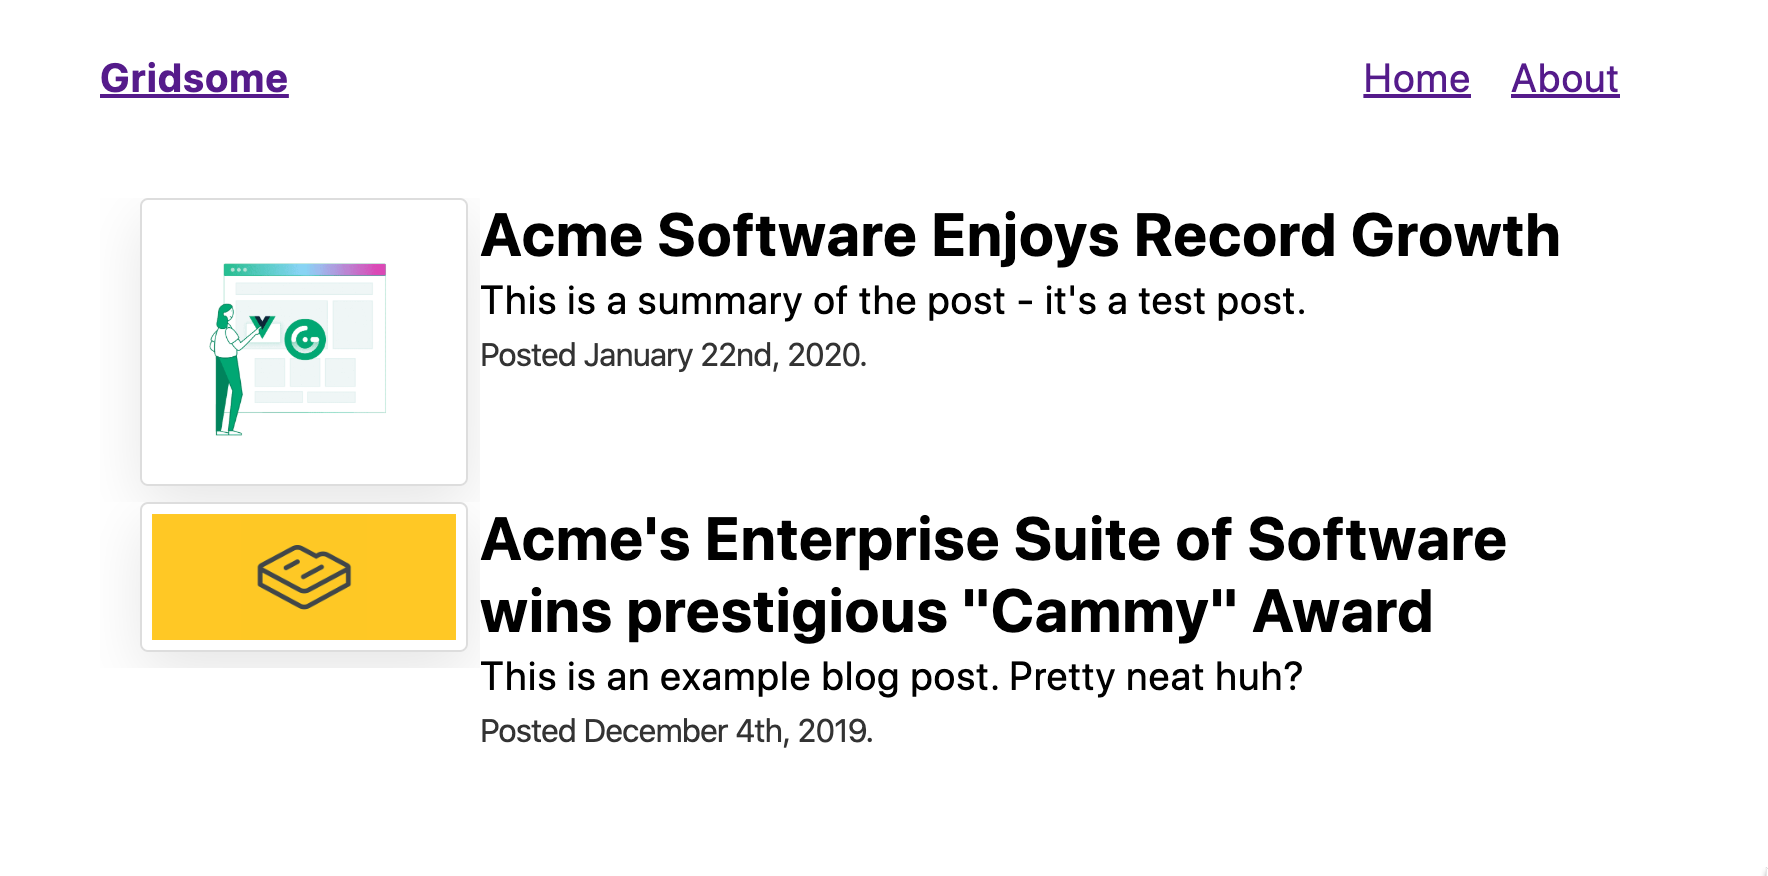 Gridsome Home About
Acme Software Enjoys Record Growth
This is a summary of the post - it's a test post.
Posted January 22nd, 2020.
Acme's Enterprise Suite of Software
wins prestigious "Cammy" Award
This is an example blog post. Pretty neat huh?
Posted December 4th, 2019.